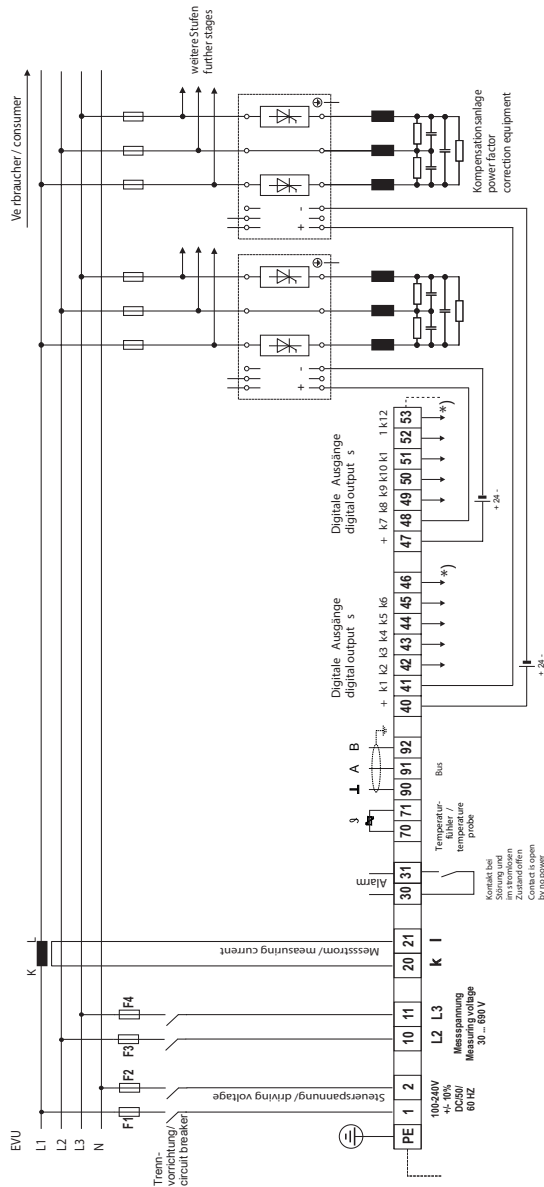 EVU
L1
L2
L3
N
Verbraucher / consumer
F1
F2
F3
F4
K
L
Trenn-
vorrichtung/
circuit breaker
Steuerspannung/ driving voltage
Messstrom/ measuring current
Alarm
ϑ
⊥ A B
weitere Stufen
further stages
+ -
+ -
Kompensationsanlage
power factor
correction equipment
Digitale Ausgänge
digital output s
+ k1 k2 k3 k4 k5 k6
Digitale Ausgänge
digital output s
+ k7 k8 k9 k10 k1 1 k12
PE 1 2 10 11 20 21 30 31 70 71 90 91 92 40 41 42 43 44 45 46 47 48 49 50 51 52 53
100-240V
+/- 10%
DC/50/
60 HZ
L2 L3
Messspannung
Measuring voltage
30 ... 690 V
k l
Kontakt bei
Störung und
im stromlosen
Zustand offen
Contact is open
by no power
Temperatur-
fühler /
temperature
probe
Bus
*)
*)
+ 24 -
+ 24 -